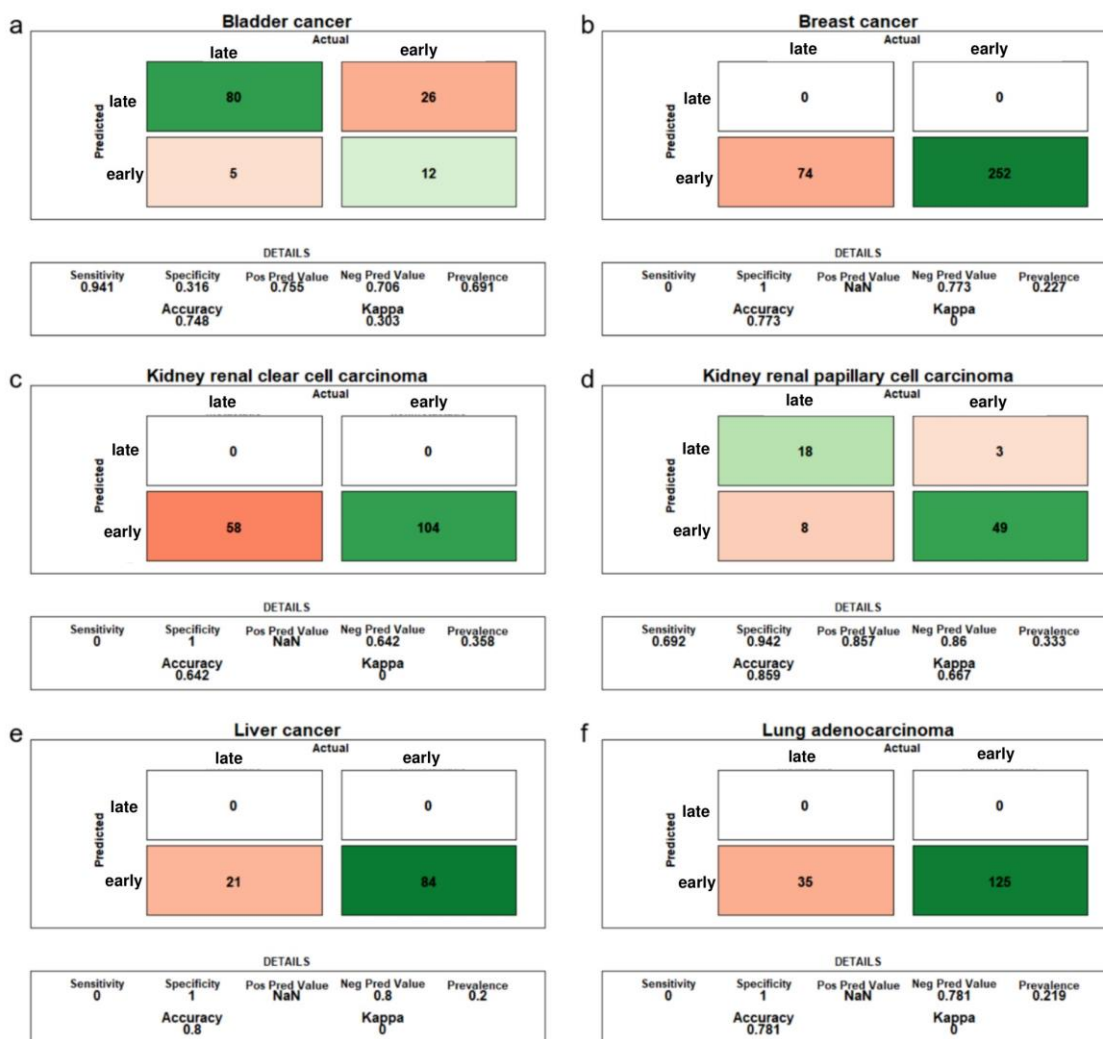 a
Bladder cancer
Actual
late early
Predicted
late 80 26
early 5 12
DETAILS
Sensitivity Specificity Pos Pred Value Neg Pred Value Prevalence
0.941 0.316 0.755 0.706 0.691
Accuracy Kappa
0.748 0.303
b
Breast cancer
Actual
late early
Predicted
late 0 0
early 74 252
DETAILS
Sensitivity Specificity Pos Pred Value Neg Pred Value Prevalence
0 1 NaN 0.773 0.227
Accuracy Kappa
0.773 0
c
Kidney renal clear cell carcinoma
Actual
late early
Predicted
late 0 0
early 58 104
DETAILS
Sensitivity Specificity Pos Pred Value Neg Pred Value Prevalence
0 1 NaN 0.642 0.358
Accuracy Kappa
0.642 0
d
Kidney renal papillary cell carcinoma
Actual
late early
Predicted
late 18 3
early 8 49
DETAILS
Sensitivity Specificity Pos Pred Value Neg Pred Value Prevalence
0.692 0.942 0.857 0.86 0.333
Accuracy Kappa
0.859 0.667
e
Liver cancer
Actual
late early
Predicted
late 0 0
early 21 84
DETAILS
Sensitivity Specificity Pos Pred Value Neg Pred Value Prevalence
0 1 NaN 0.8 0.2
Accuracy Kappa
0.8 0
f
Lung adenocarcinoma
Actual
late early
Predicted
late 0 0
early 35 125
DETAILS
Sensitivity Specificity Pos Pred Value Neg Pred Value Prevalence
0 1 NaN 0.781 0.219
Accuracy Kappa
0.781 0